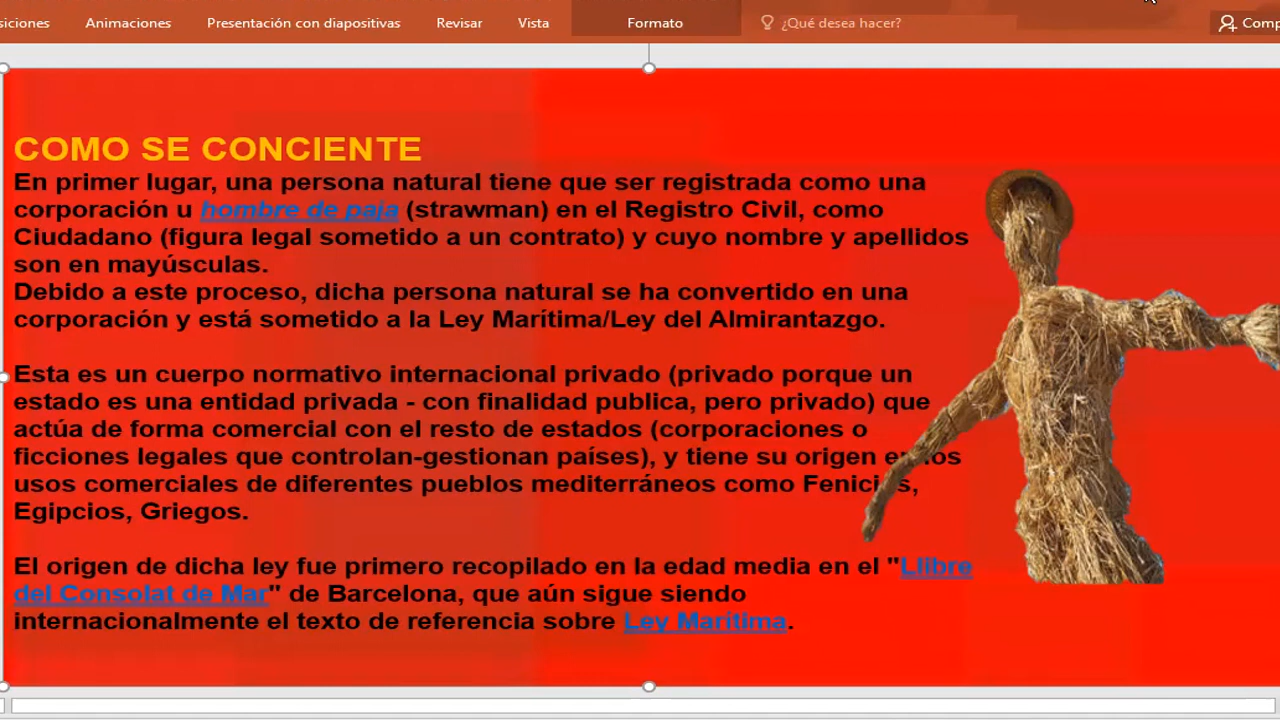 Animaciones
Presentación con diapositivas
Revisar
Vista
Formato
¿Qué desea hacer?
COMO SE CONCIENTE
En primer lugar, una persona natural tiene que ser registrada como una
corporación u hombre de paja (strawman) en el Registro Civil, como
Ciudadano (figura legal sometido a un contrato) y cuyo nombre y apellidos
son en mayúsculas.
Debido a este proceso, dicha persona natural se ha convertido en una
corporación y está sometido a la Ley Marítima/Ley del Almirantazgo.
Esta es un cuerpo normativo internacional privado (privado porque un
estado es una entidad privada - con finalidad publica, pero privado) que
actúa de forma comercial con el resto de estados (corporaciones o
ficciones legales que controlan-gestionan países), y tiene su origen en los
usos comerciales de diferentes pueblos mediterráneos como Fenicios,
Egipcios, Griegos.
El origen de dicha ley fue primero recopilado en la edad media en el "Llibre
del Consolat de Mar" de Barcelona, que aún sigue siendo
internacionalmente el texto de referencia sobre Ley Marítima.